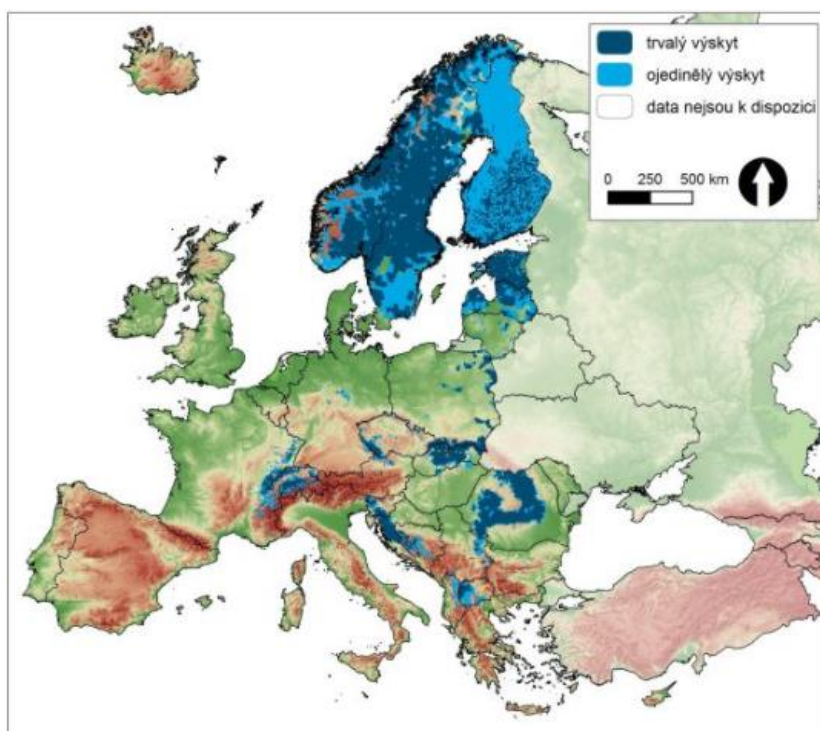 trvalý výskyt
ojedinělý výskyt
data nejsou k dispozici
0 250 500 km